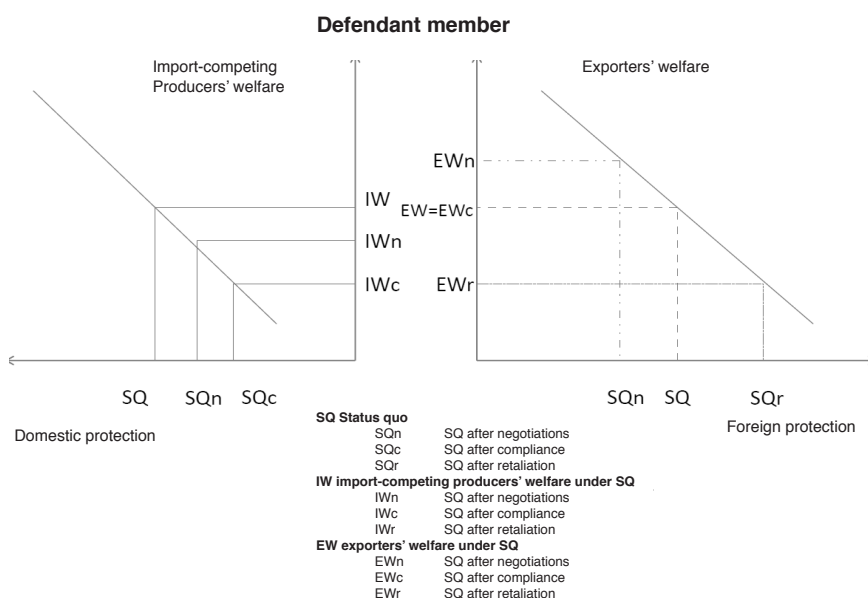 Defendant member
Import-competing
Producers' welfare
Exporters' welfare
EWn
IW
EW=EWc
IWn
IWc
EWr
SQ SQn SQc
SQn SQ SQr
Domestic protection
Foreign protection
SQ Status quo
SQn SQ after negotiations
SQc SQ after compliance
SQr SQ after retaliation
IW import-competing producers' welfare under SQ
IWn SQ after negotiations
IWc SQ after compliance
IWr SQ after retaliation
EW exporters' welfare under SQ
EWn SQ after negotiations
EWc SQ after compliance
EWr SQ after retaliation